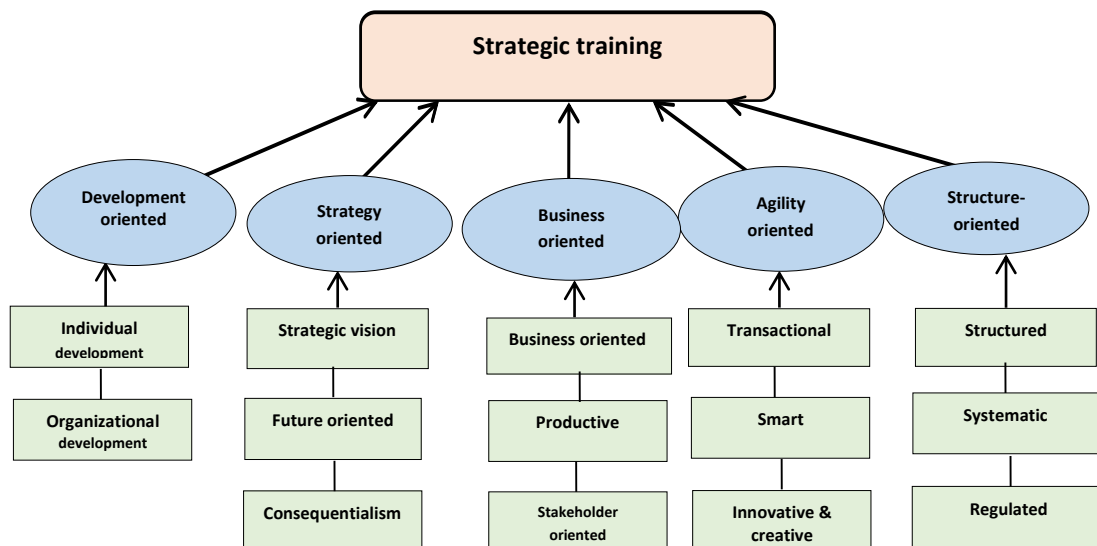 Strategic training
Development
oriented
Strategy
oriented
Business
oriented
Agility
oriented
Structure-
oriented
Individual
development
Organizational
development
Strategic vision
Future oriented
Consequentialism
Business oriented
Productive
Stakeholder
oriented
Transactional
Smart
Innovative &
creative
Structured
Systematic
Regulated